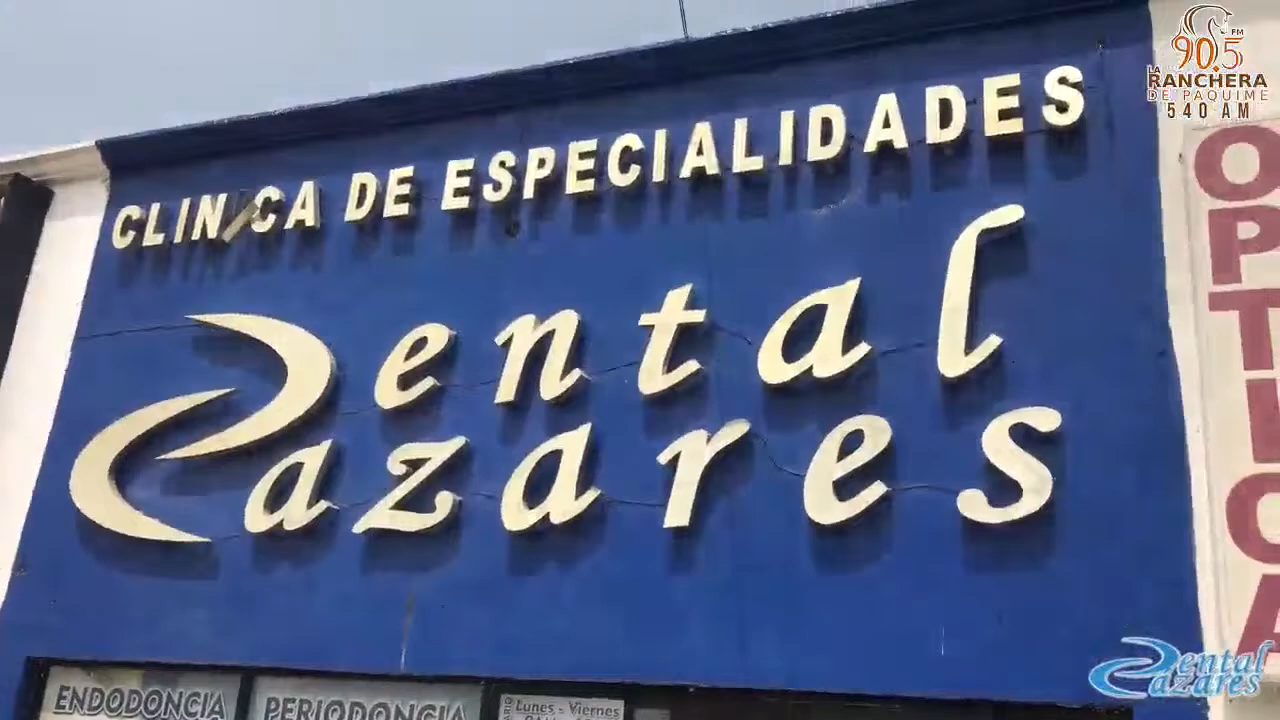 CLINICA DE ESPECIALIDADES
Dental
Cazares
ENDODONCIA
PERIODONCIA
Lunes - Viernes
OPTICA
FM
90.5
LA
RANCHERA
DE PAQUIME
540 AM
Dental
Cazares